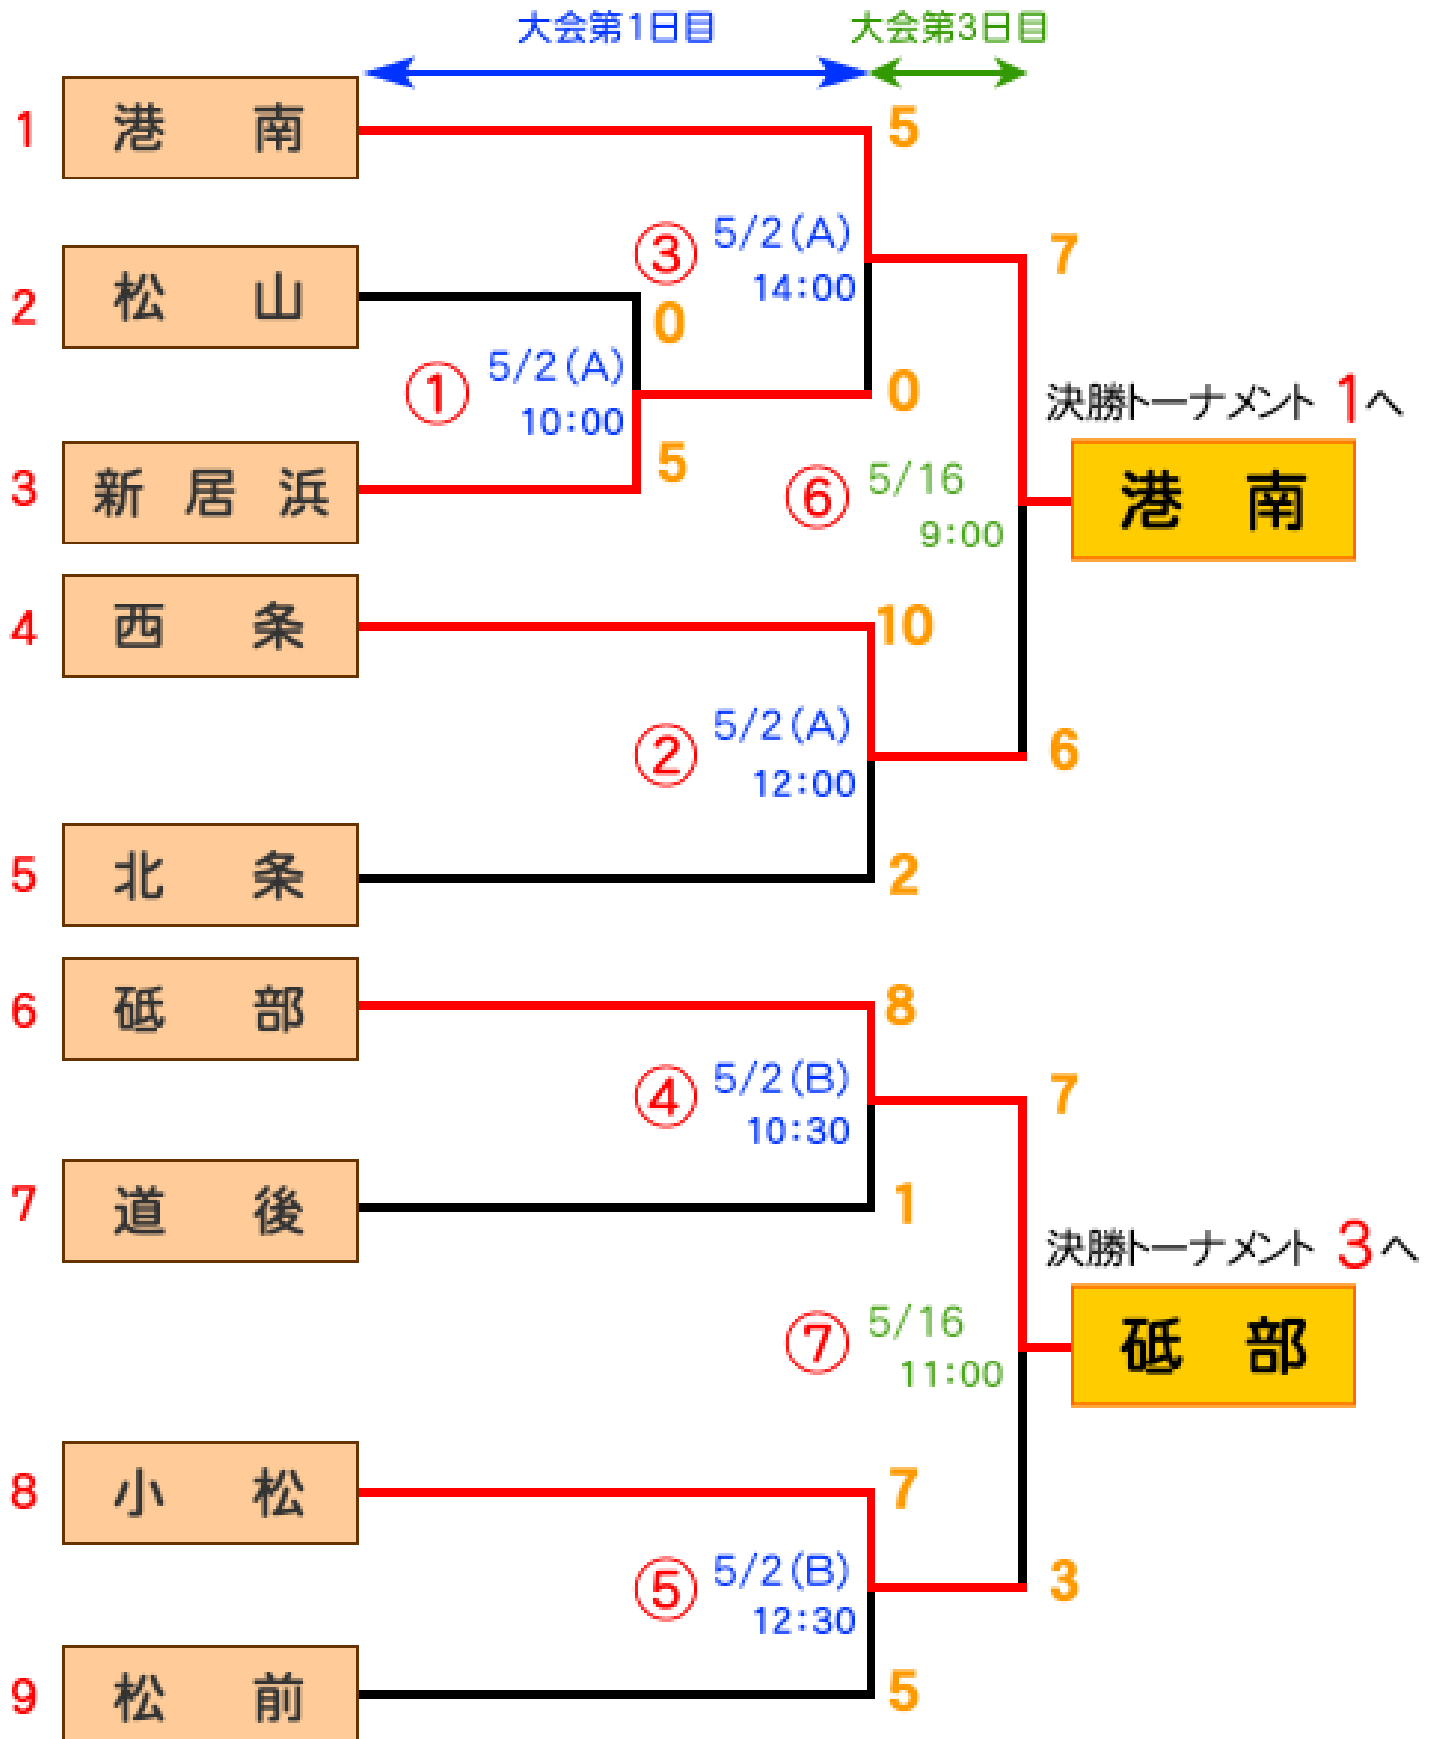 大会第1日目 大会第3日目
1 港 南 5
③ 5/2(A) 7
14:00
2 松 山 0
① 5/2(A)
10:00 0
決勝トーナメント 1へ
3 新 居 浜 5
⑥ 5/16 港 南
9:00
4 西 条 10
② 5/2(A) 6
12:00
5 北 条 2
6 砥 部 8
④ 5/2(B) 7
10:30
7 道 後 1
決勝トーナメント 3へ
⑦ 5/16 砥 部
11:00
8 小 松 7
⑤ 5/2(B) 3
12:30
9 松 前 5